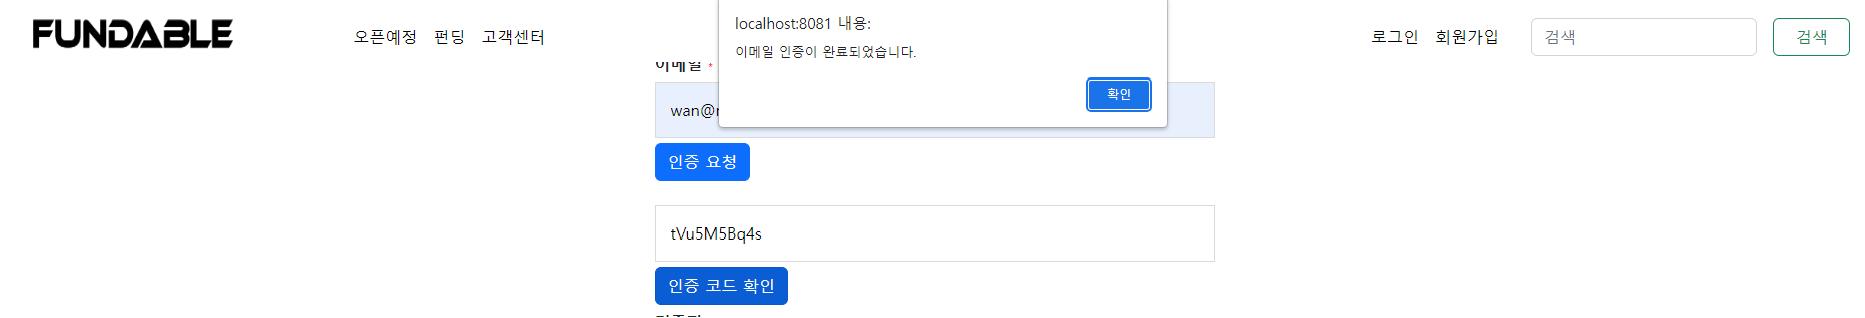 FUNDABLE
오픈예정 펀딩 고객센터
localhost:8081 내용:
이메일 인증이 완료되었습니다.
확인
로그인 회원가입
검색
검색
이메일 *
wan@
인증 요청
tVu5M5Bq4s
인증 코드 확인